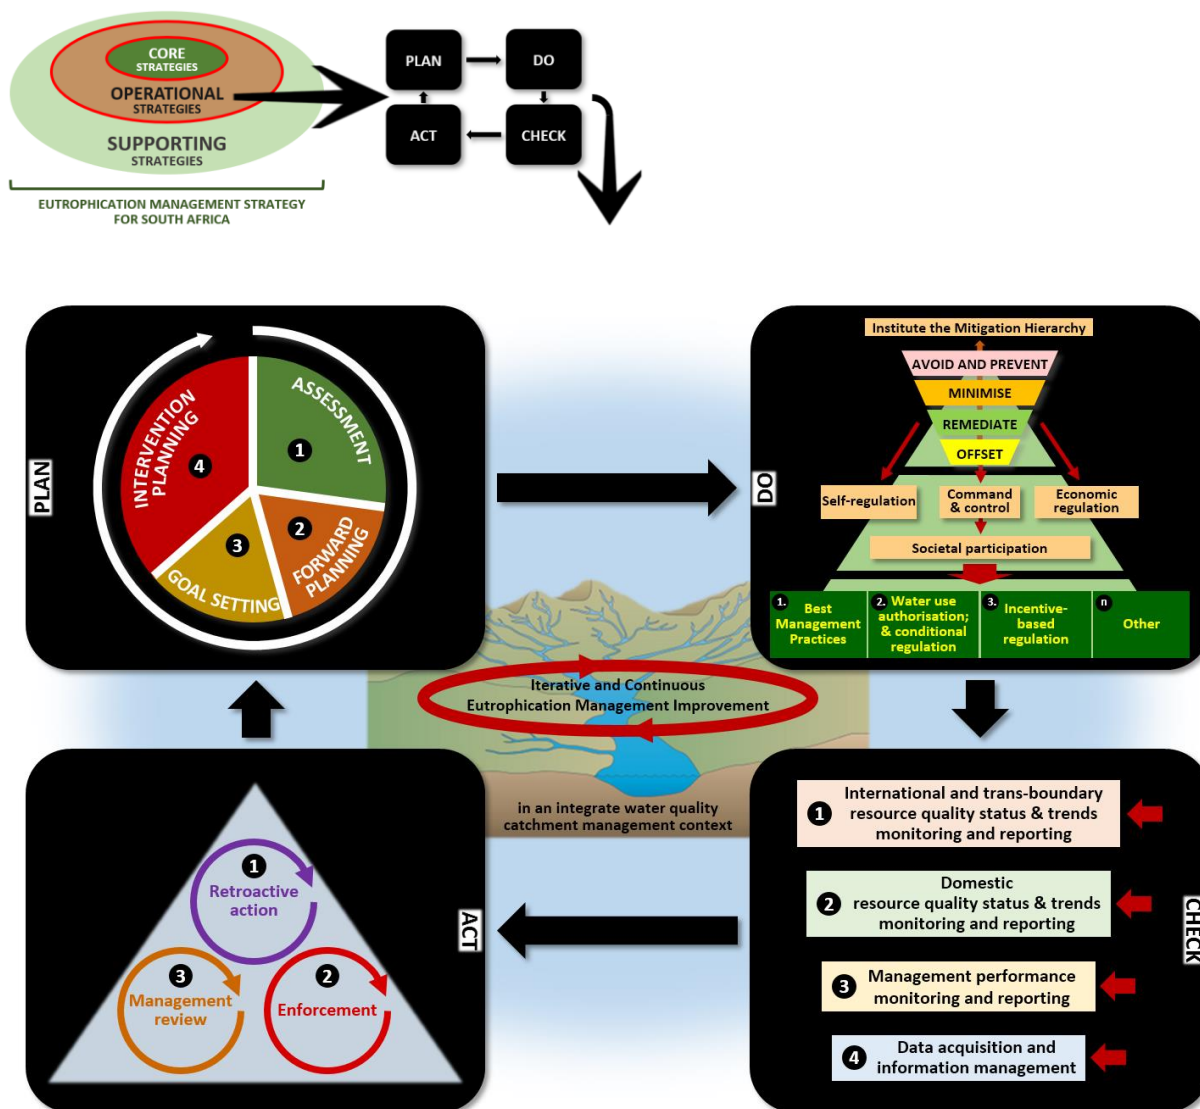 CORE
STRATEGIES
OPERATIONAL
STRATEGIES
SUPPORTING
STRATEGIES
EUTROPHICATION MANAGEMENT STRATEGY
FOR SOUTH AFRICA
PLAN
DO
ACT
CHECK
PLAN
INTERVENTION
PLANNING
4
ASSESSMENT
1
2
FORWARD
PLANNING
3
GOAL SETTING
DO
Institute the Mitigation Hierarchy
AVOID AND PREVENT
MINIMISE
REMEDIATE
OFFSET
Self-regulation
Command
& control
Economic
regulation
Societal participation
1.
Best
Management
Practices
2.
Water use
authorisation;
& conditional
regulation
3.
Incentive-
based
regulation
n
Other
Iterative and Continuous
Eutrophication Management Improvement
in an integrate water quality
catchment management context
ACT
1
Retroactive
action
3
Management
review
2
Enforcement
CHECK
1
International and trans-boundary
resource quality status & trends
monitoring and reporting
2
Domestic
resource quality status & trends
monitoring and reporting
3
Management performance
monitoring and reporting
4
Data acquisition and
information management